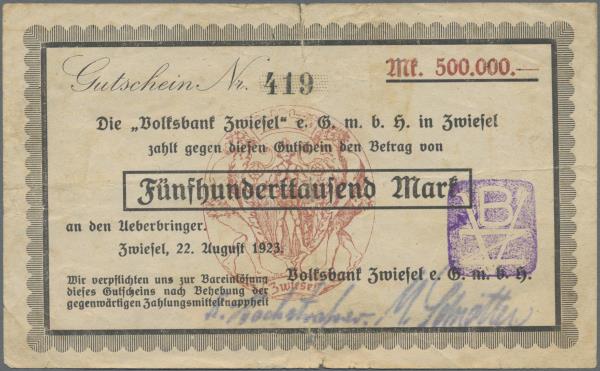 Gutschein Nr. 419
Mk. 500.000.—
Die „Volksbank Zwiesel" e. G. m. b. H. in Zwiesel
zahlt gegen diesen Gutschein den Betrag von
Fünfhunderttausend Mark
an den Ueberbringer.
Zwiesel, 22. August 1923.
Wir verpflichten uns zur Bareinlösung
dieses Gutscheins nach Behebung der
gegenwärtigen Zahlungsmittelknappheit
Volksbank Zwiesel e. G. m. b. H.
Zwiesel
VBZ